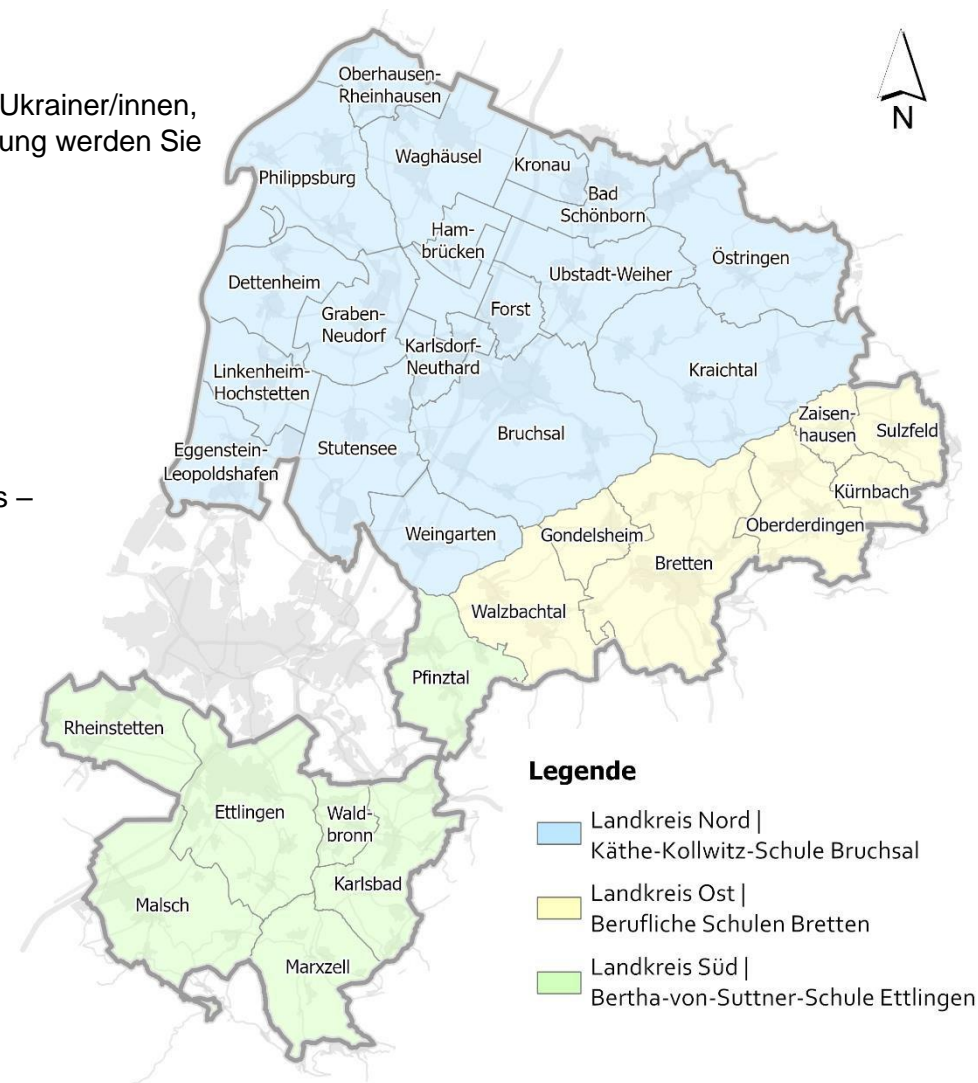 Ukrainer/innen,
ung werden Sie
s –
N
Oberhausen-
Rheinhausen
Waghäusel
Kronau
Philippsburg
Bad
Schönborn
Ham-
brücken
Östringen
Ubstadt-Weiher
Dettenheim
Forst
Graben-
Neudorf
Karlsdorf-
Neuthard
Kraichtal
Linkenheim-
Hochstetten
Zaisen-
hausen
Sulzfeld
Bruchsal
Stutensee
Eggenstein-
Leopoldshafen
Kürnbach
Oberderdingen
Weingarten
Gondelsheim
Bretten
Walzbachtal
Pfinztal
Rheinstetten
Ettlingen
Wald-
bronn
Karlsbad
Malsch
Marxzell
Legende
Landkreis Nord |
Käthe-Kollwitz-Schule Bruchsal
Landkreis Ost |
Berufliche Schulen Bretten
Landkreis Süd |
Bertha-von-Suttner-Schule Ettlingen